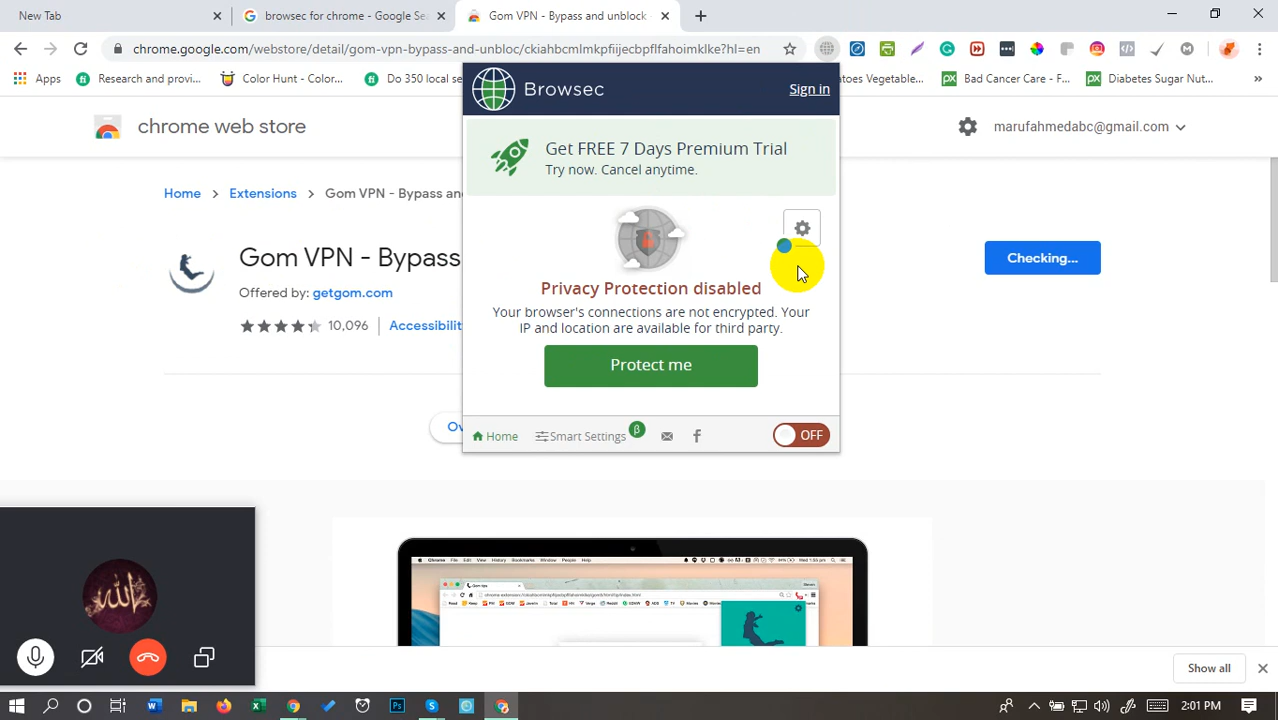 New Tab
browsec for chrome - Google Sea
Gom VPN - Bypass and unblock
chrome.google.com/webstore/detail/gom-vpn-bypass-and-unbloc/ckiahbcmlmkpfiijecbpflfahoimklke?hl=en
Apps
Research and provi...
Color Hunt - Color...
Do 350 local se
atoes Vegetable...
Bad Cancer Care - F...
Diabetes Sugar Nut...
»
Browsec
Sign in
chrome web store
marufahmedabc@gmail.com
Get FREE 7 Days Premium Trial
Try now. Cancel anytime.
Home
Extensions
Gom VPN - Bypass an
Gom VPN - Bypass
Checking...
Offered by: getgom.com
10,096
Accessibilit
Privacy Protection disabled
Your browser's connections are not encrypted. Your
IP and location are available for third party.
Protect me
Ov
Home
Smart Settings
β
OFF
الله
Show all
2:01 PM